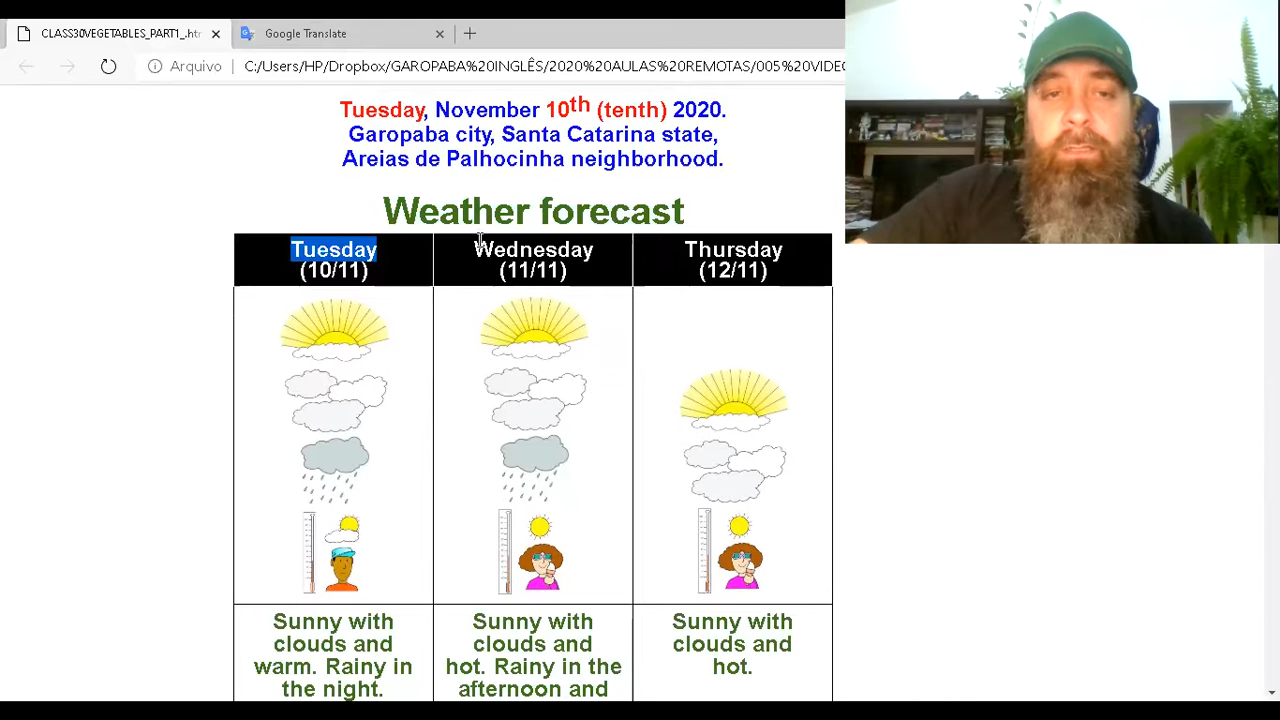 CLASS30VEGETABLES_PART1_.htm
Google Translate
Arquivo
C:/Users/HP/Dropbox/GAROPABA%20INGLÊS/2020%20AULAS%20REMOTAS/005%20VIDEO
Tuesday, November 10th (tenth) 2020.
Garopaba city, Santa Catarina state,
Areias de Palhocinha neighborhood.
Weather forecast
Tuesday
(10/11)
Wednesday
(11/11)
Thursday
(12/11)
Sunny with
clouds and
warm. Rainy in
the night.
Sunny with
clouds and
hot. Rainy in the
afternoon and
Sunny with
clouds and
hot.